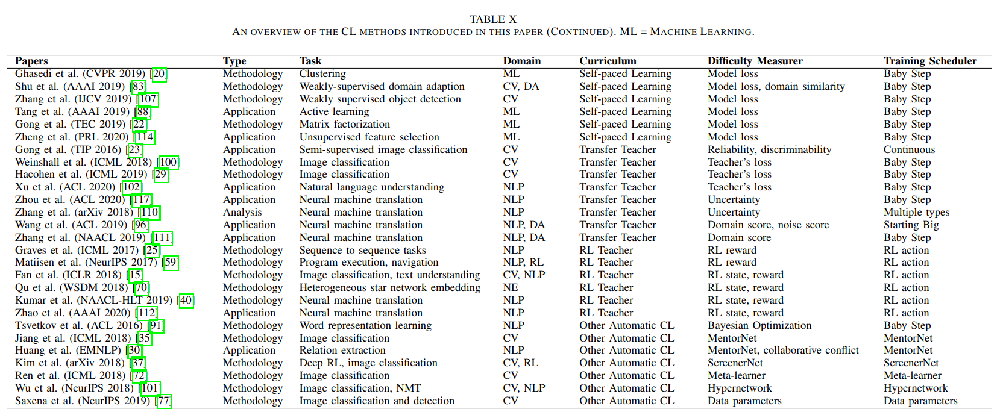 TABLE X
AN OVERVIEW OF THE CL METHODS INTRODUCED IN THIS PAPER (CONTINUED). ML = MACHINE LEARNING.
Papers Type Task Domain Curriculum Difficulty Measurer Training Scheduler
Ghasedi et al. (CVPR 2019) [20] Methodology Clustering ML Self-paced Learning Model loss Baby Step
Shu et al. (AAAI 2019) [83] Methodology Weakly-supervised domain adaption CV, DA Self-paced Learning Model loss, domain similarity Baby Step
Zhang et al. (IJCV 2019) [107] Methodology Weakly supervised object detection CV Self-paced Learning Model loss Baby Step
Tang et al. (AAAI 2019) [88] Application Active learning ML Self-paced Learning Model loss Baby Step
Gong et al. (TEC 2019) [22] Methodology Matrix factorization ML Self-paced Learning Model loss Baby Step
Zheng et al. (PRL 2020) [114] Application Unsupervised feature selection ML Self-paced Learning Model loss Baby Step
Gong et al. (TIP 2016) [23] Application Semi-supervised image classification CV Transfer Teacher Reliability, discriminability Continuous
Weinshall et al. (ICML 2018) [100] Methodology Image classification CV Transfer Teacher Teacher's loss Baby Step
Hacohen et al. (ICML 2019) [29] Methodology Image classification CV Transfer Teacher Teacher's loss Baby Step
Xu et al. (ACL 2020) [102] Application Natural language understanding NLP Transfer Teacher Teacher's loss Baby Step
Zhou et al. (ACL 2020) [117] Application Neural machine translation NLP Transfer Teacher Uncertainty Baby Step
Zhang et al. (arXiv 2018) [110] Analysis Neural machine translation NLP Transfer Teacher Uncertainty Multiple types
Wang et al. (ACL 2019) [96] Application Neural machine translation NLP, DA Transfer Teacher Domain score, noise score Starting Big
Zhang et al. (NAACL 2019) [111] Application Neural machine translation NLP, DA Transfer Teacher Domain score Baby Step
Graves et al. (ICML 2017) [25] Methodology Sequence to sequence tasks NLP RL Teacher RL reward RL action
Matiisen et al. (NeurIPS 2017) [59] Methodology Program execution, navigation NLP, RL RL Teacher RL reward RL action
Fan et al. (ICLR 2018) [15] Methodology Image classification, text understanding CV, NLP RL Teacher RL state, reward RL action
Qu et al. (WSDM 2018) [70] Methodology Heterogeneous star network embedding NE RL Teacher RL state, reward RL action
Kumar et al. (NAACL-HLT 2019) [40] Methodology Neural machine translation NLP RL Teacher RL state, reward RL action
Zhao et al. (AAAI 2020) [112] Application Neural machine translation NLP RL Teacher RL state, reward RL action
Tsvetkov et al. (ACL 2016) [91] Methodology Word representation learning NLP Other Automatic CL Bayesian Optimization Baby Step
Jiang et al. (ICML 2018) [35] Methodology Image classification CV Other Automatic CL MentorNet MentorNet
Huang et al. (EMNLP) [30] Application Relation extraction NLP Other Automatic CL MentorNet, collaborative conflict MentorNet
Kim et al. (arXiv 2018) [37] Methodology Deep RL, image classification CV, RL Other Automatic CL ScreenerNet ScreenerNet
Ren et al. (ICML 2018) [72] Methodology Image classification CV Other Automatic CL Meta-learner Meta-learner
Wu et al. (NeurIPS 2018) [101] Methodology Image classification, NMT CV, NLP Other Automatic CL Hypernetwork Hypernetwork
Saxena et al. (NeurIPS 2019) [77] Methodology Image classification and detection CV Other Automatic CL Data parameters Data parameters